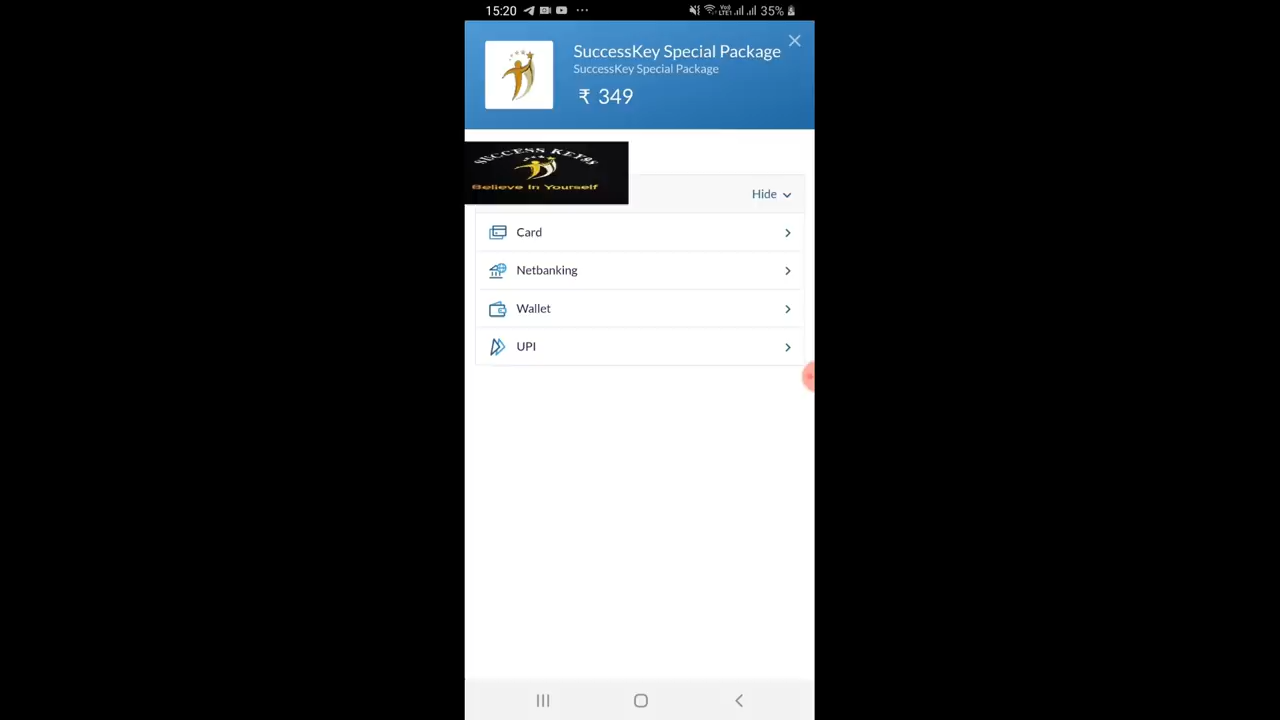 15:20
35%
SuccessKey Special Package
SuccessKey Special Package
₹ 349
SUCCESS KEY95
Believe In Yourself
Hide
Card
Netbanking
Wallet
UPI